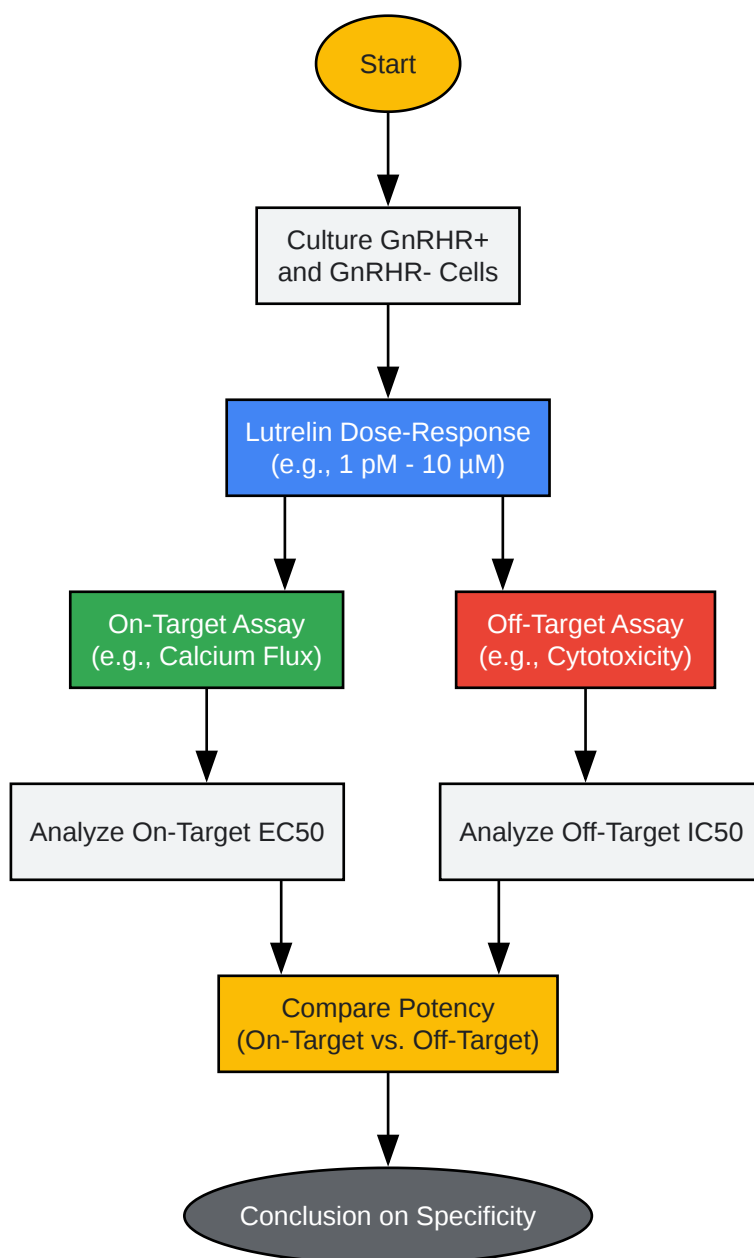 Start
Culture GnRHR+
and GnRHR- Cells
Lutrelin Dose-Response
(e.g., 1 pM - 10 µM)
On-Target Assay
(e.g., Calcium Flux)
Off-Target Assay
(e.g., Cytotoxicity)
Analyze On-Target EC50
Analyze Off-Target IC50
Compare Potency
(On-Target vs. Off-Target)
Conclusion on Specificity